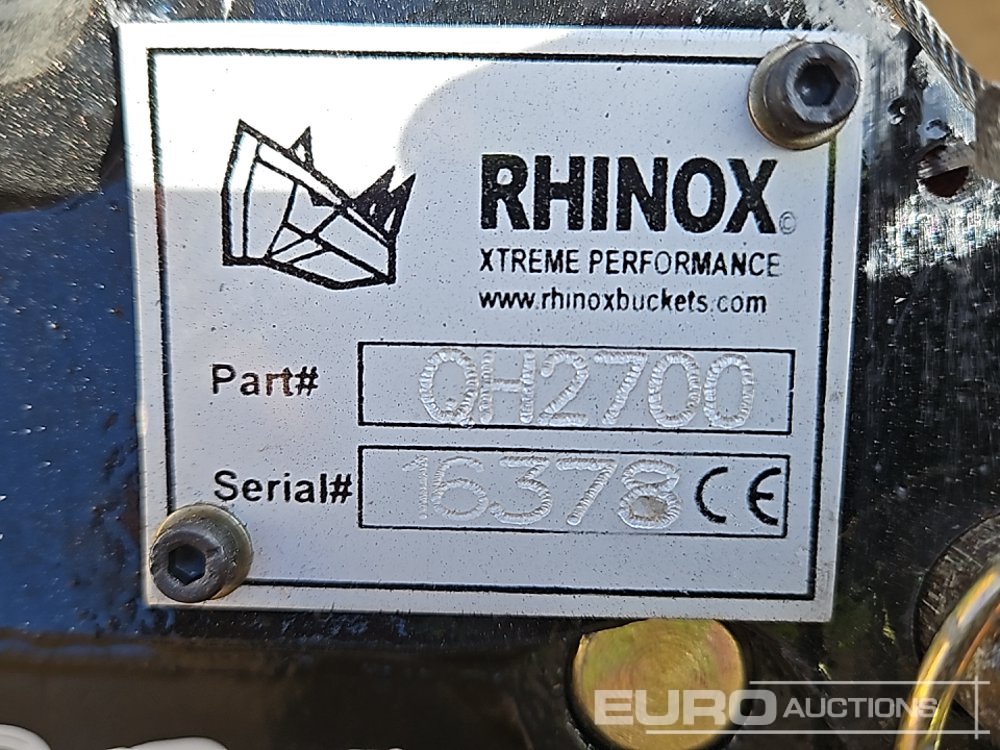 RHINOX©
XTREME PERFORMANCE
www.rhinoxbuckets.com
Part# QH2700
Serial# 16378 CE
EURO AUCTIONS